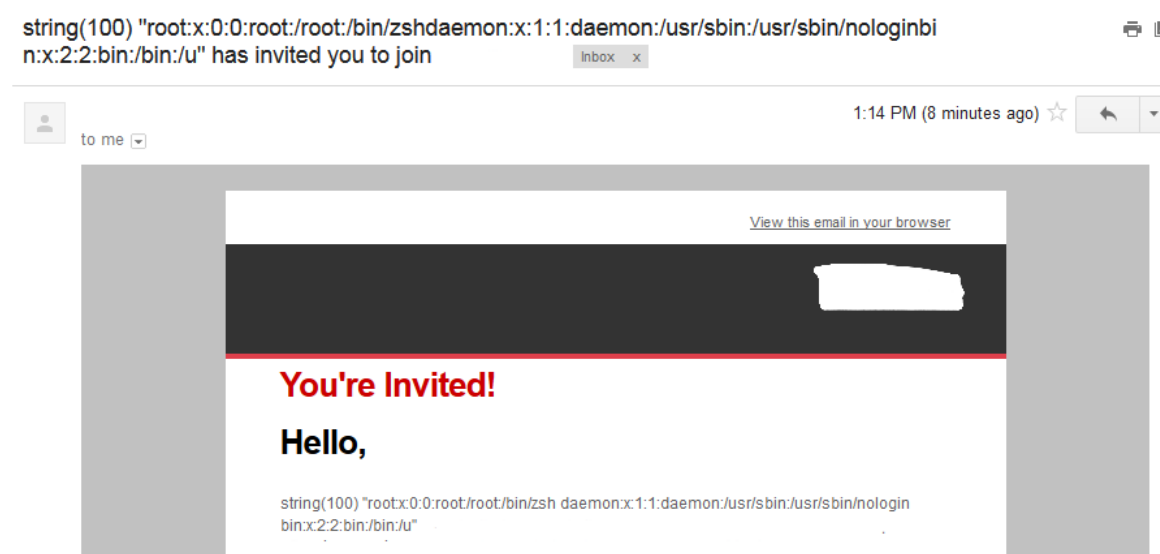 string(100) "root:x:0:0:root:/root:/bin/zshdaemon:x:1:1:daemon:/usr/sbin:/usr/sbin/nologinbi
n:x:2:2:bin:/bin:/u" has invited you to join
Inbox x
1:14 PM (8 minutes ago)
to me
View this email in your browser
You're Invited!
Hello,
string(100) "root:x:0:0:root:/root:/bin/zsh daemon:x:1:1:daemon:/usr/sbin:/usr/sbin/nologin
bin:x:2:2:bin:/bin:/u"